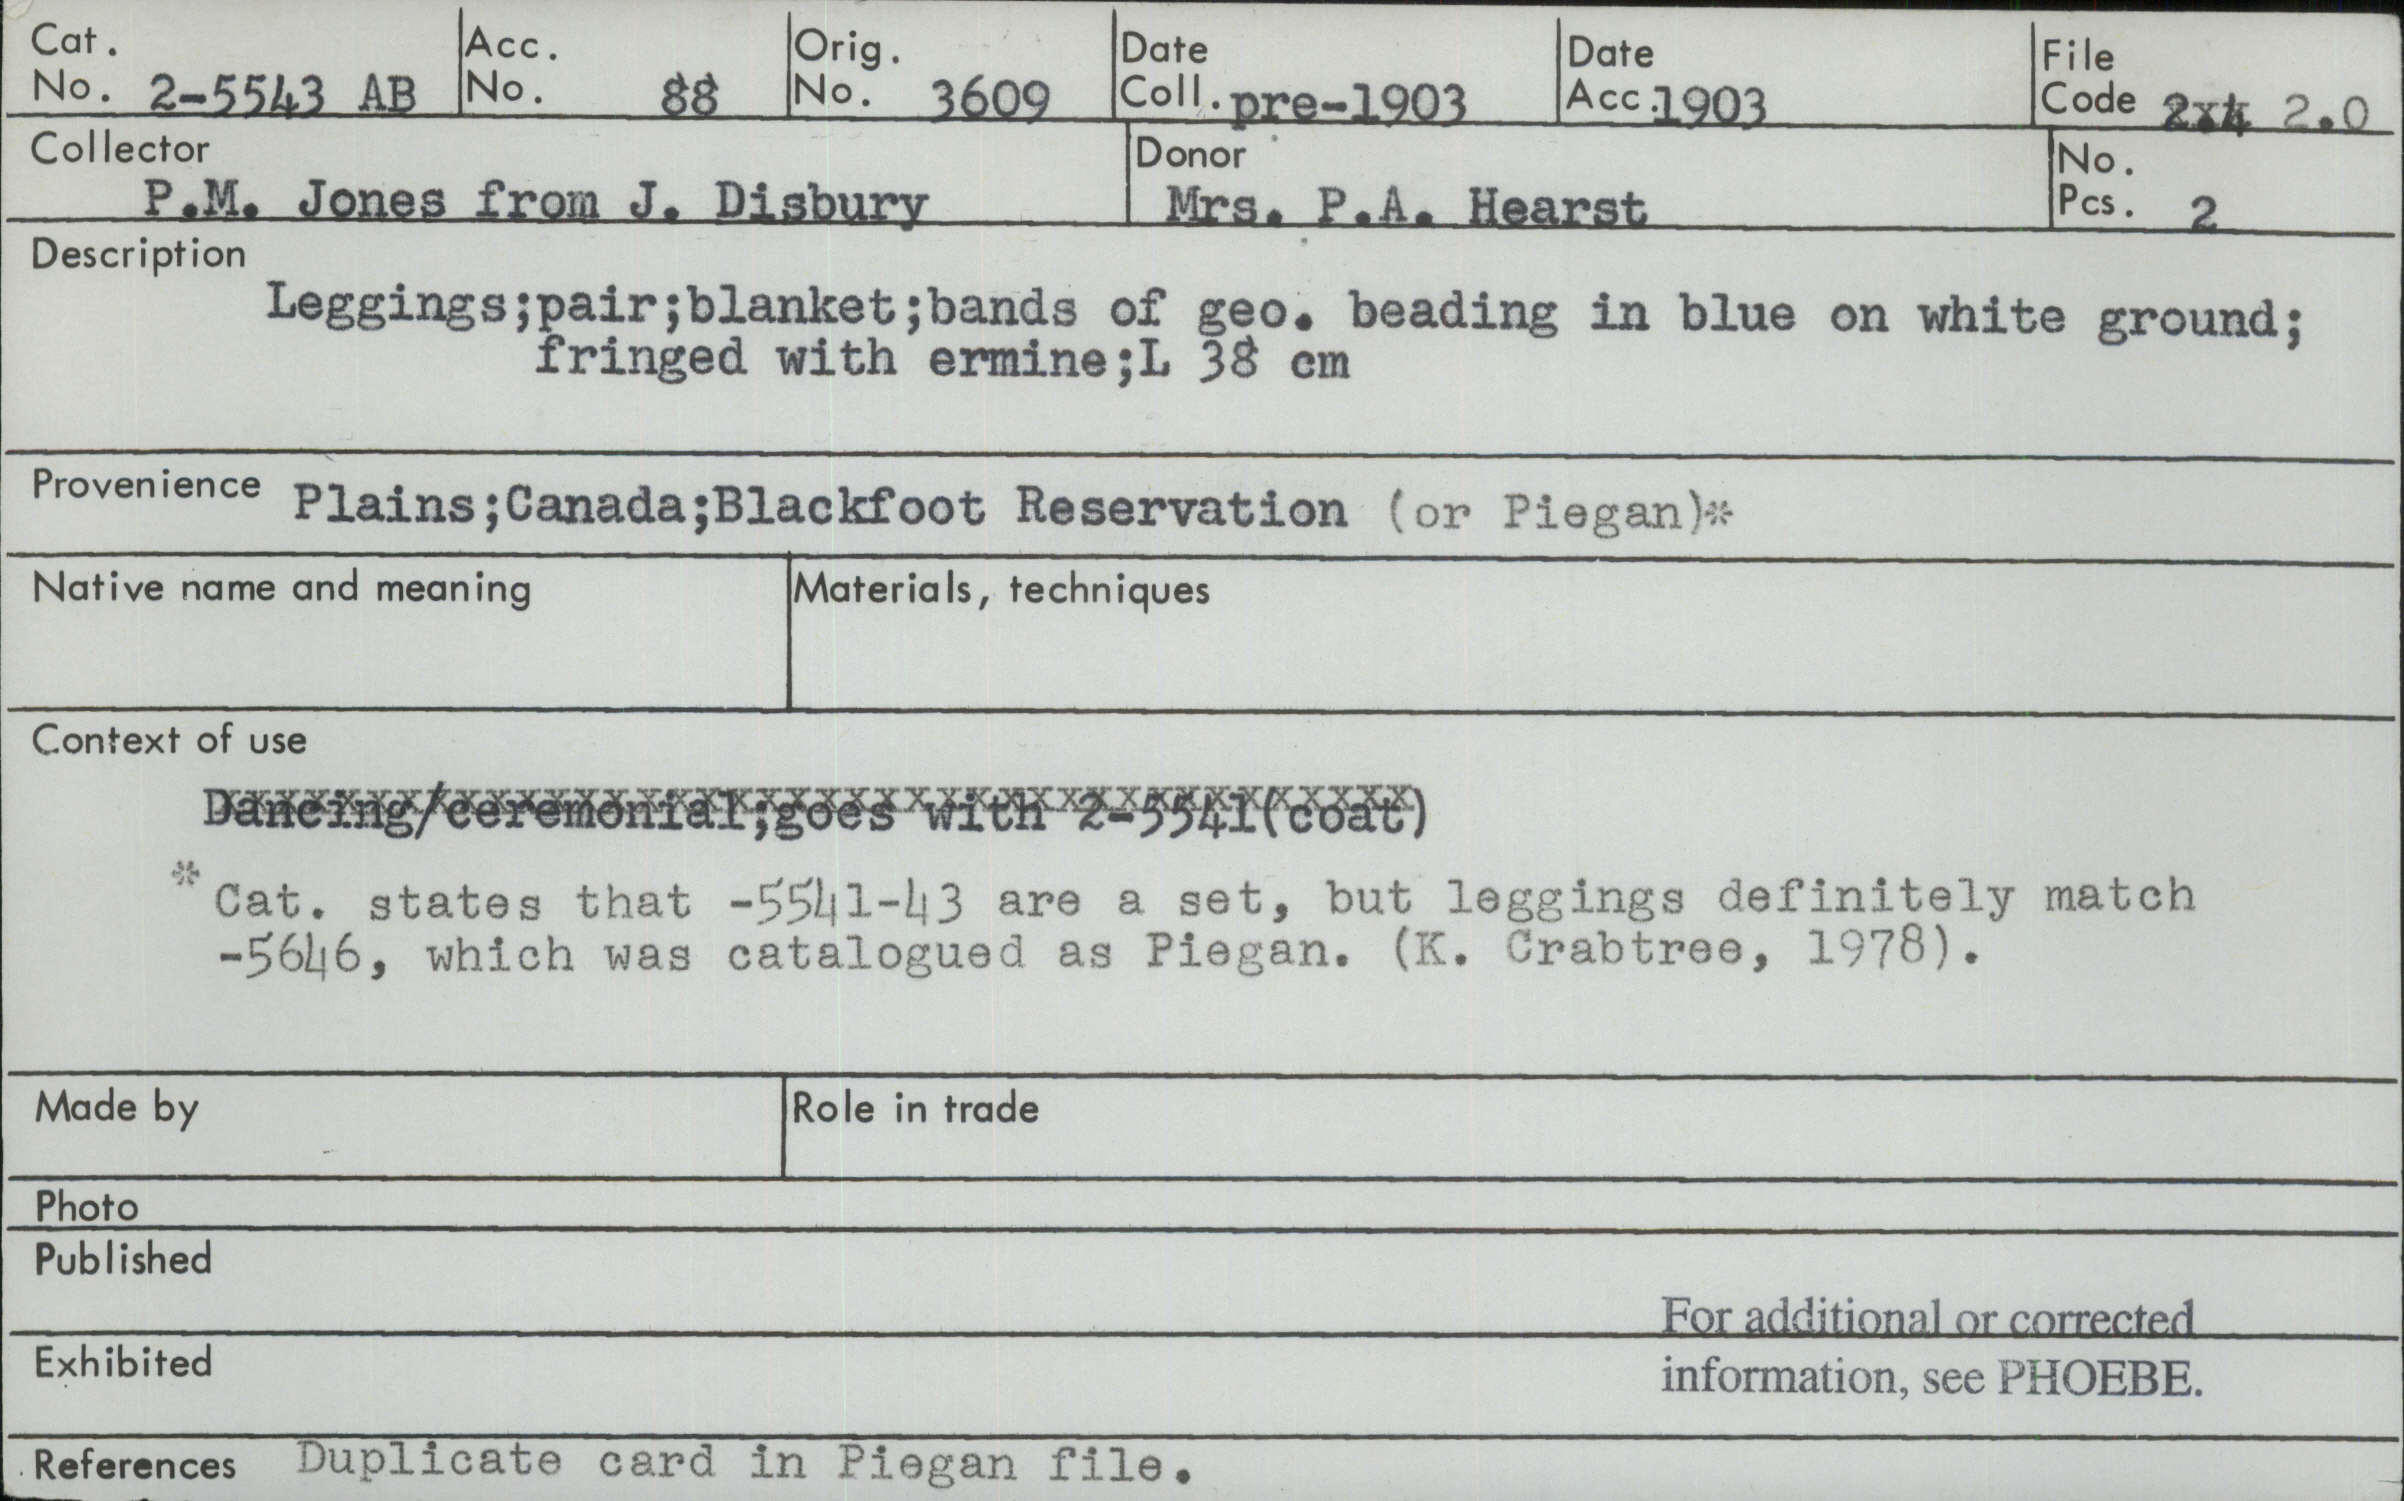 Cat. No. 2-5543 AB
Acc. No. 88
Orig. No. 3609
Date Coll. pre-1903
Date Acc. 1903
File Code 2.4 2.0
Collector
P.M. Jones from J. Disbury
Donor
Mrs. P.A. Hearst
No. Pcs. 2
Description
Leggings;pair;blanket;bands of geo. beading in blue on white ground;
fringed with ermine;L 38 cm
Provenience Plains;Canada;Blackfoot Reservation (or Piegan)*
Native name and meaning
Materials, techniques
Context of use
Dancing/ceremonial;goes with 2-5541(coat)
* Cat. states that -5541-43 are a set, but leggings definitely match
-5646, which was catalogued as Piegan. (K. Crabtree, 1978).
Made by
Role in trade
Photo
Published
For additional or corrected
Exhibited
information, see PHOEBE.
References Duplicate card in Piegan file.